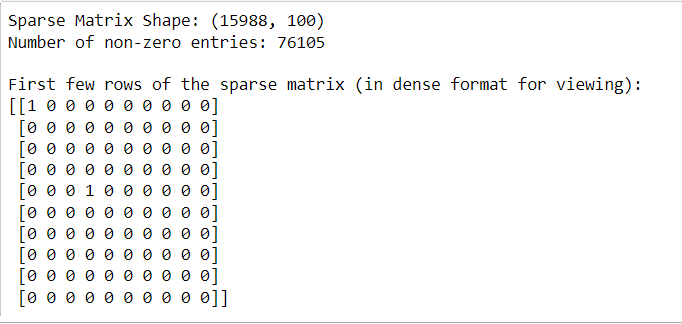 Sparse Matrix Shape: (15988, 100)
Number of non-zero entries: 76105
First few rows of the sparse matrix (in dense format for viewing):
[[1 0 0 0 0 0 0 0 0 0]
[0 0 0 0 0 0 0 0 0 0]
[0 0 0 0 0 0 0 0 0 0]
[0 0 0 0 0 0 0 0 0 0]
[0 0 0 1 0 0 0 0 0 0]
[0 0 0 0 0 0 0 0 0 0]
[0 0 0 0 0 0 0 0 0 0]
[0 0 0 0 0 0 0 0 0 0]
[0 0 0 0 0 0 0 0 0 0]
[0 0 0 0 0 0 0 0 0 0]]